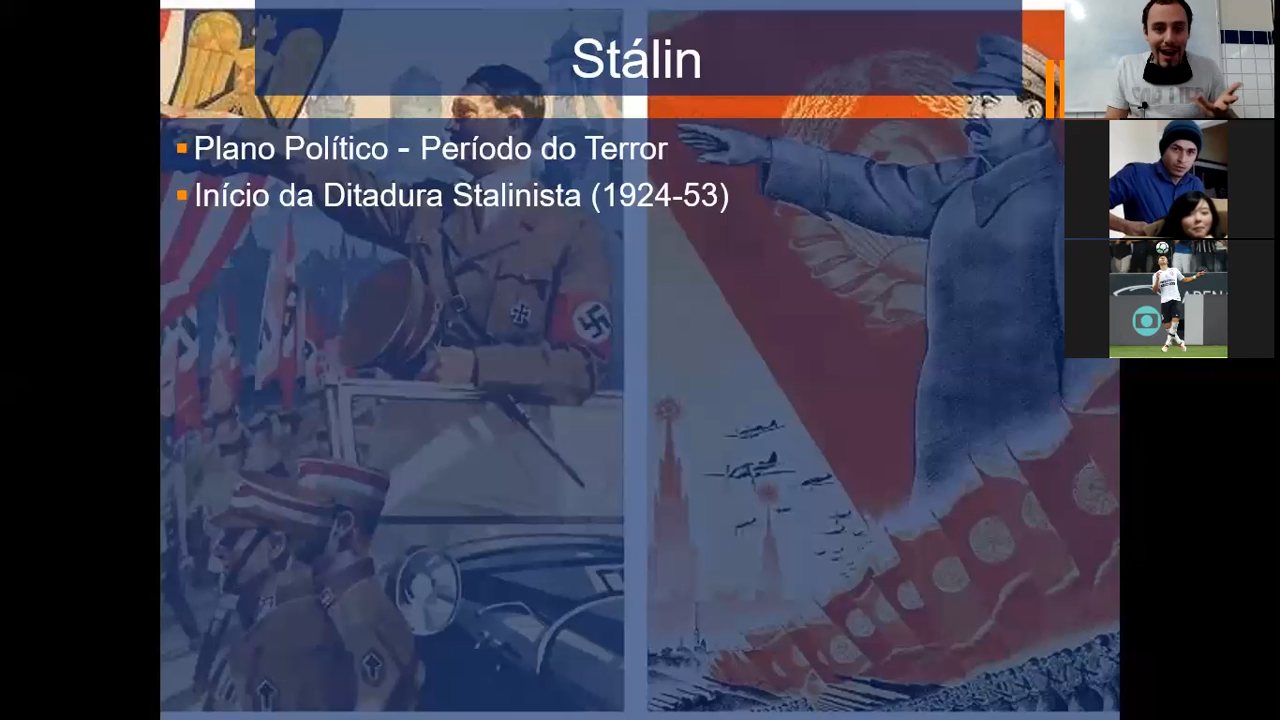 Stálin
Plano Político - Período do Terror
Início da Ditadura Stalinista (1924-53)